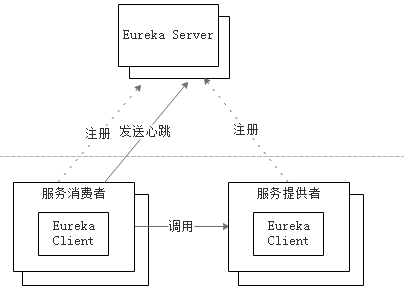 Eureka Server
注册
发送心跳
注册
服务消费者
服务提供者
Eureka
Client
调用
Eureka
Client